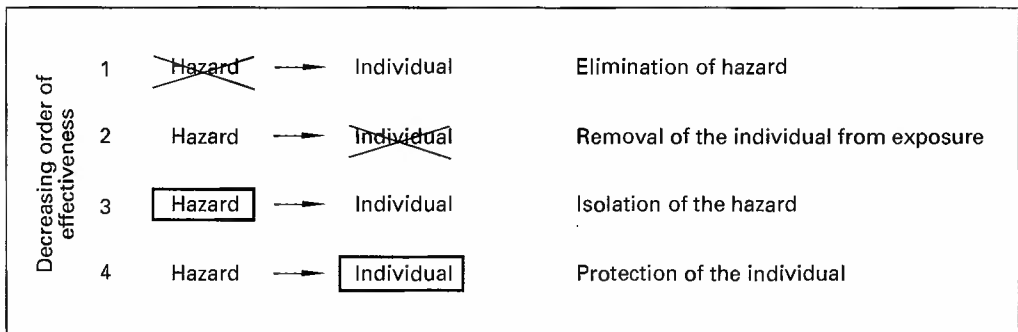 Decreasing order of
effectiveness
1 Hazard Individual Elimination of hazard
2 Hazard Individual Removal of the individual from exposure
3 Hazard Individual Isolation of the hazard
4 Hazard Individual Protection of the individual